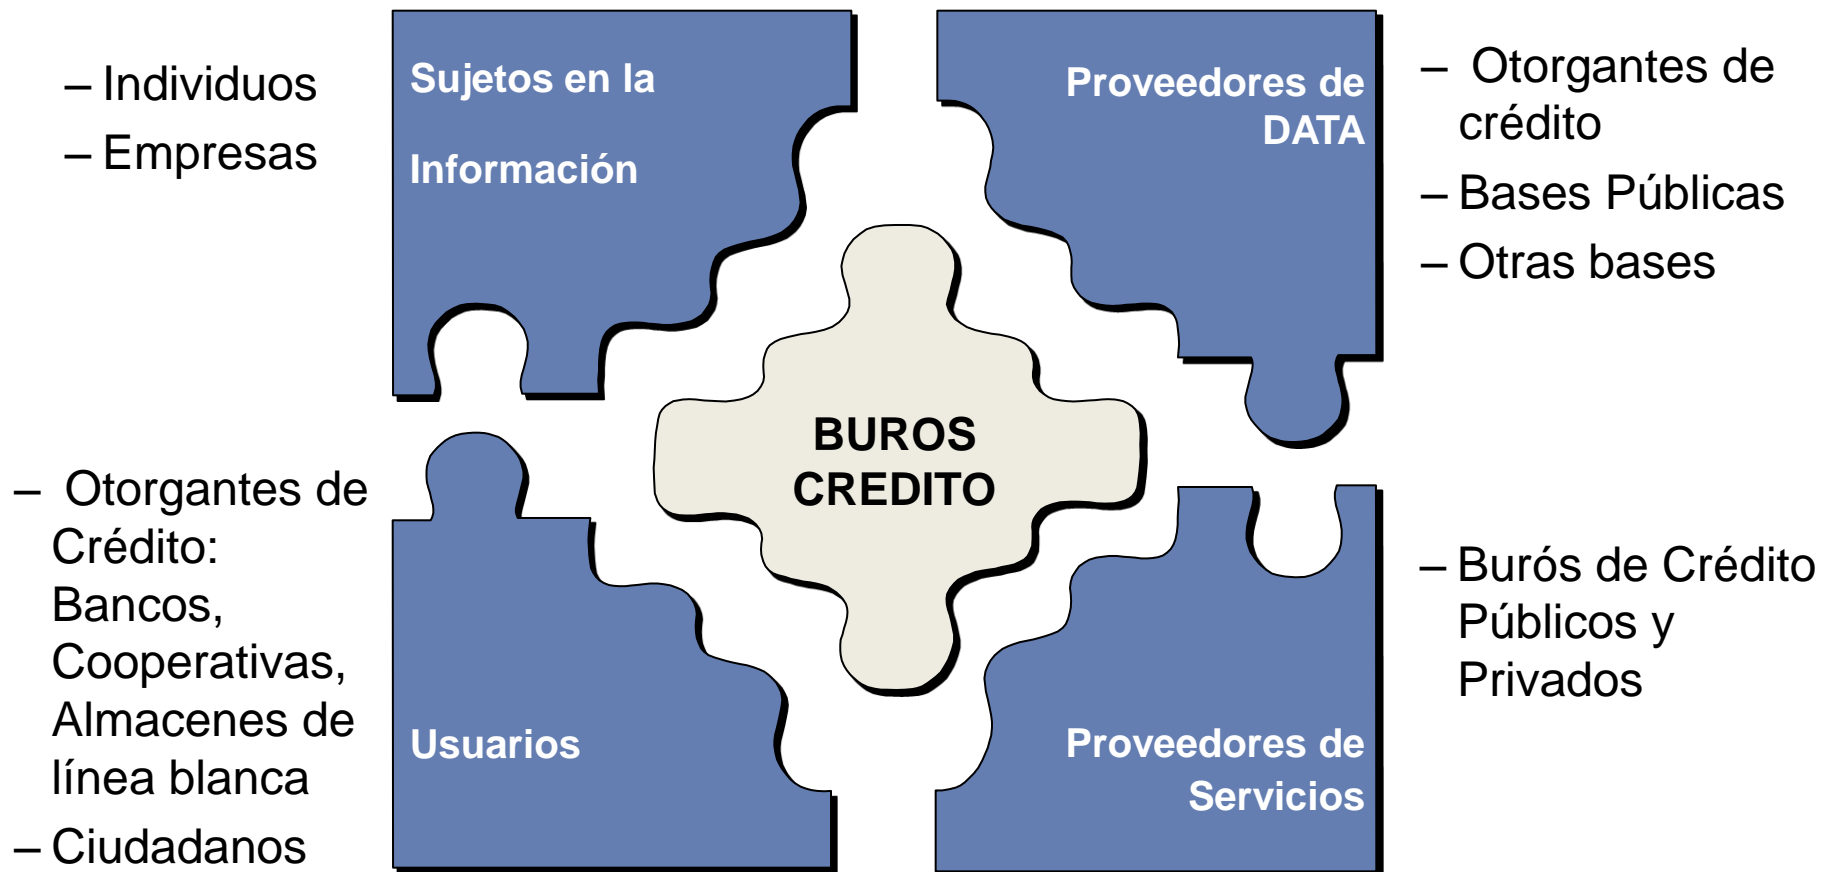 – Individuos
– Empresas
Sujetos en la
Información
Proveedores de
DATA
– Otorgantes de
crédito
– Bases Públicas
– Otras bases
BUROS
CREDITO
– Otorgantes de
Crédito:
Bancos,
Cooperativas,
Almacenes de
línea blanca
– Ciudadanos
Usuarios
Proveedores de
Servicios
– Burós de Crédito
Públicos y
Privados